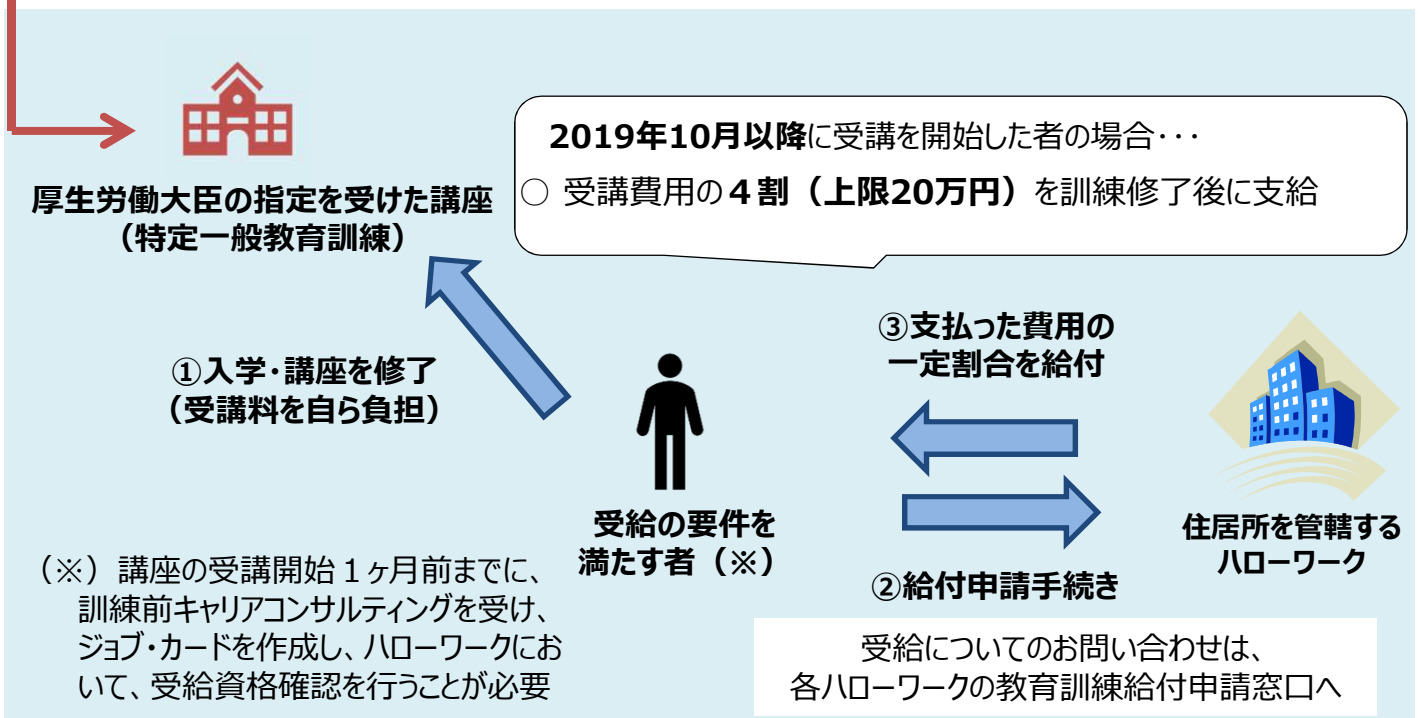 2019年10月以降に受講を開始した者の場合･･･
○ 受講費用の４割（上限20万円）を訓練修了後に支給
厚生労働大臣の指定を受けた講座
（特定一般教育訓練）
①入学･講座を修了
（受講料を自ら負担）
③支払った費用の
一定割合を給付
受給の要件を
満たす者（※）
②給付申請手続き
住居所を管轄する
ハローワーク
（※）講座の受講開始１ヶ月前までに、
訓練前キャリアコンサルティングを受け、
ジョブ・カードを作成し、ハローワークにお
いて、受給資格確認を行うことが必要
受給についてのお問い合わせは、
各ハローワークの教育訓練給付申請窓口へ